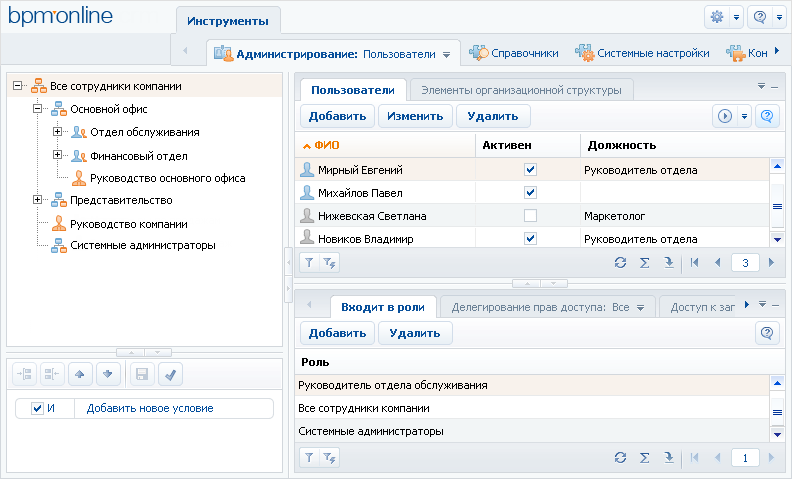 bpm'online
Инструменты
Администрирование: Пользователи
Справочники
Системные настройки
Кон
Все сотрудники компании
Основной офис
Отдел обслуживания
Финансовый отдел
Руководство основного офиса
Представительство
Руководство компании
Системные администраторы
И Добавить новое условие
Пользователи Элементы организационной структуры
Добавить Изменить Удалить
ФИО Активен Должность
Мирный Евгений Руководитель отдела
Михайлов Павел
Нижевская Светлана Маркетолог
Новиков Владимир Руководитель отдела
3
Входит в роли Делегирование прав доступа: Все Доступ к заг
Добавить Удалить
Роль
Руководитель отдела обслуживания
Все сотрудники компании
Системные администраторы
1